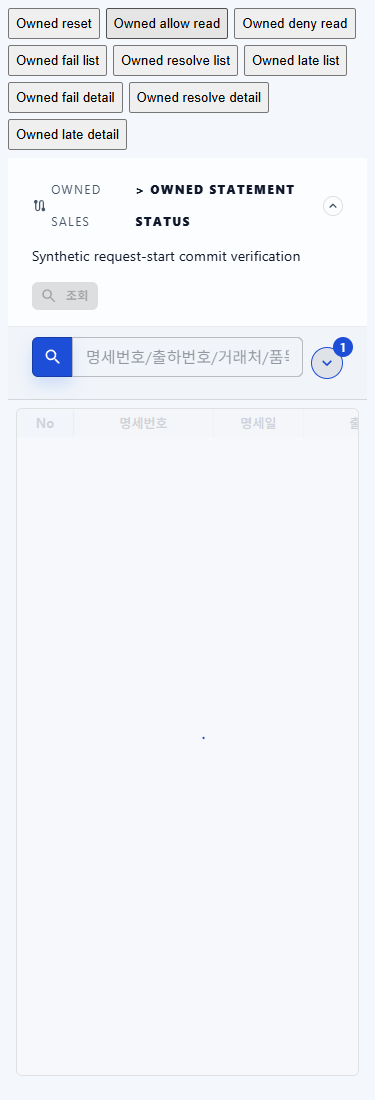 Owned reset Owned allow read Owned deny read
Owned fail list Owned resolve list Owned late list
Owned fail detail Owned resolve detail
Owned late detail
OWNED SALES > OWNED STATEMENT STATUS
Synthetic request-start commit verification
조회
명세번호/출하번호/거래처/품목
1
No 명세번호 명세일 출